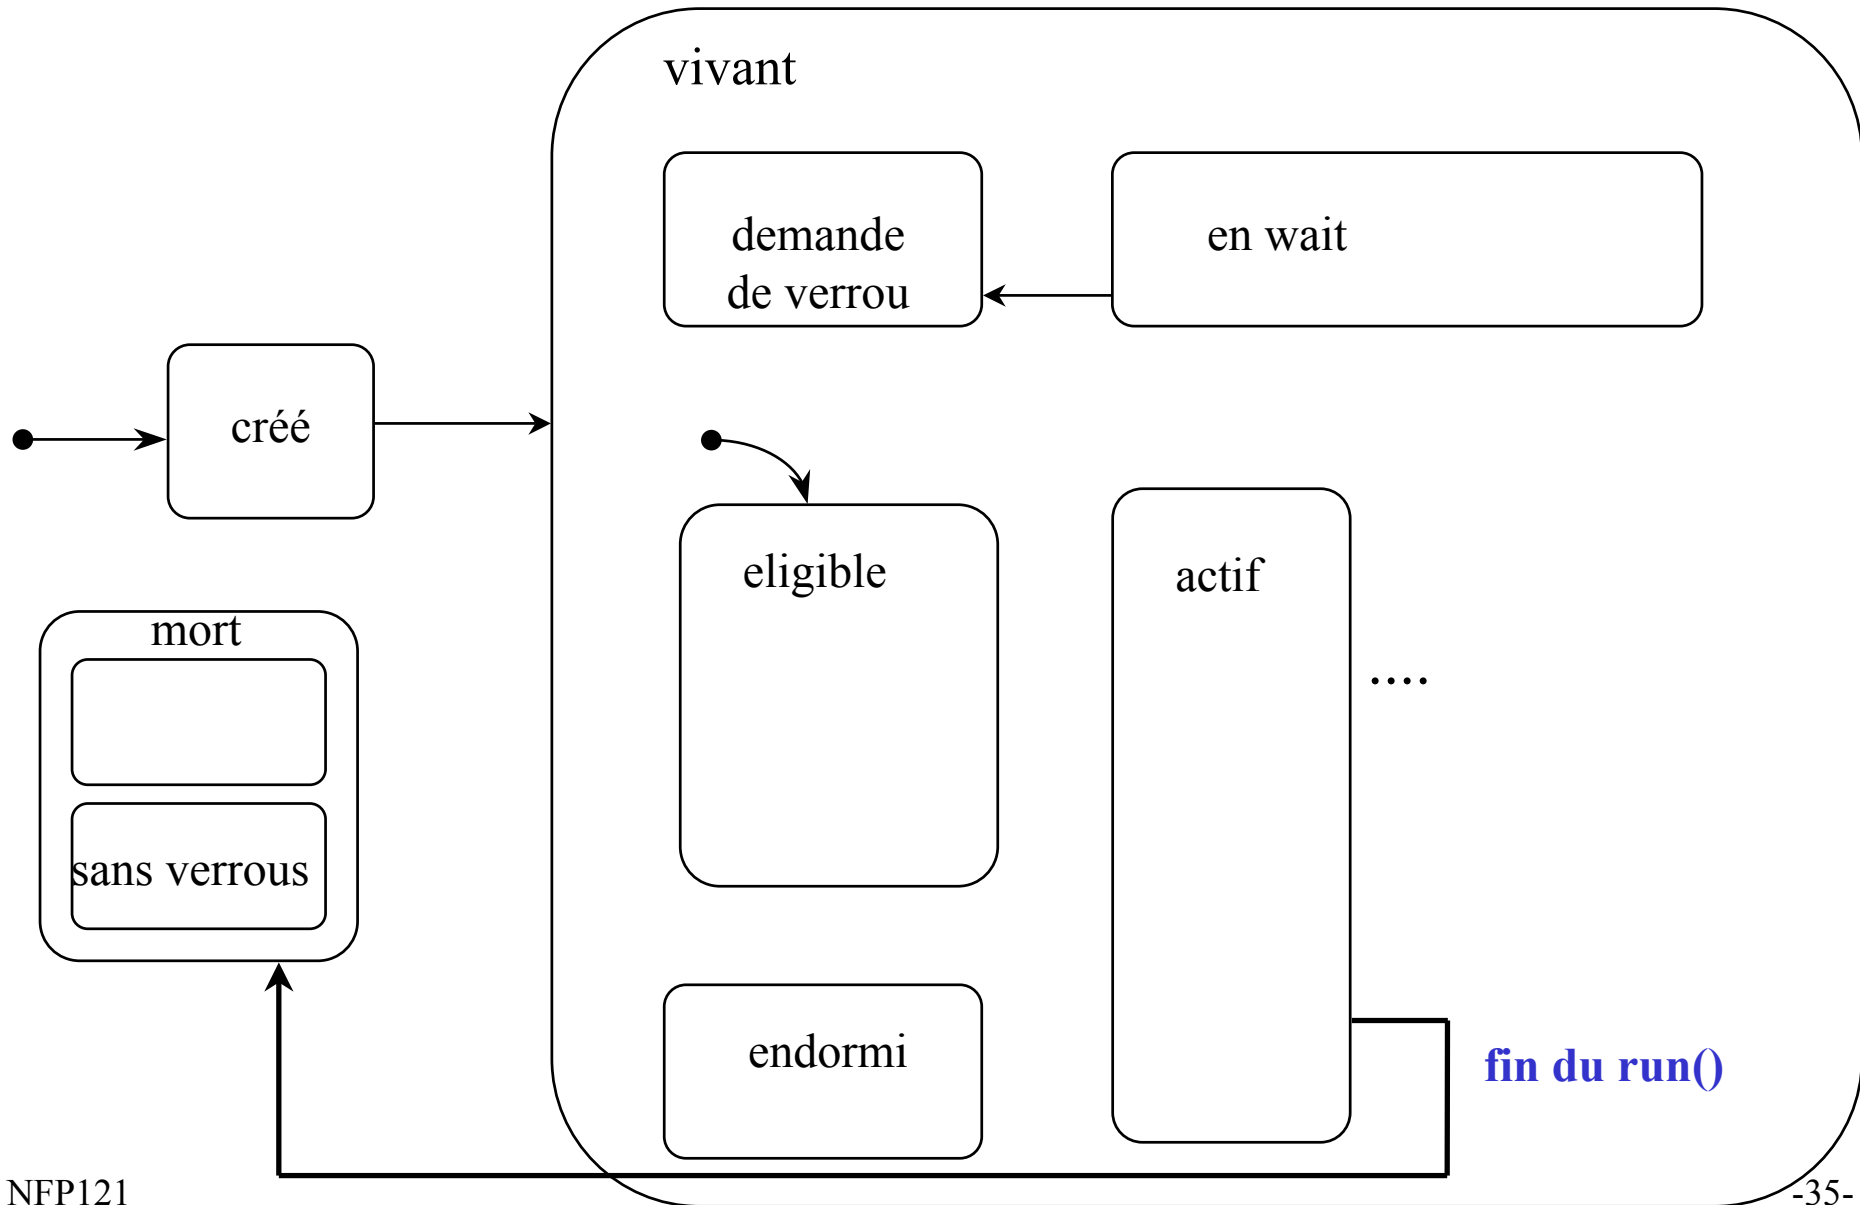 vivant
demande
de verrou
en wait
créé
eligible
actif
....
mort
sans verrous
endormi
fin du run()
NFP121
-35-